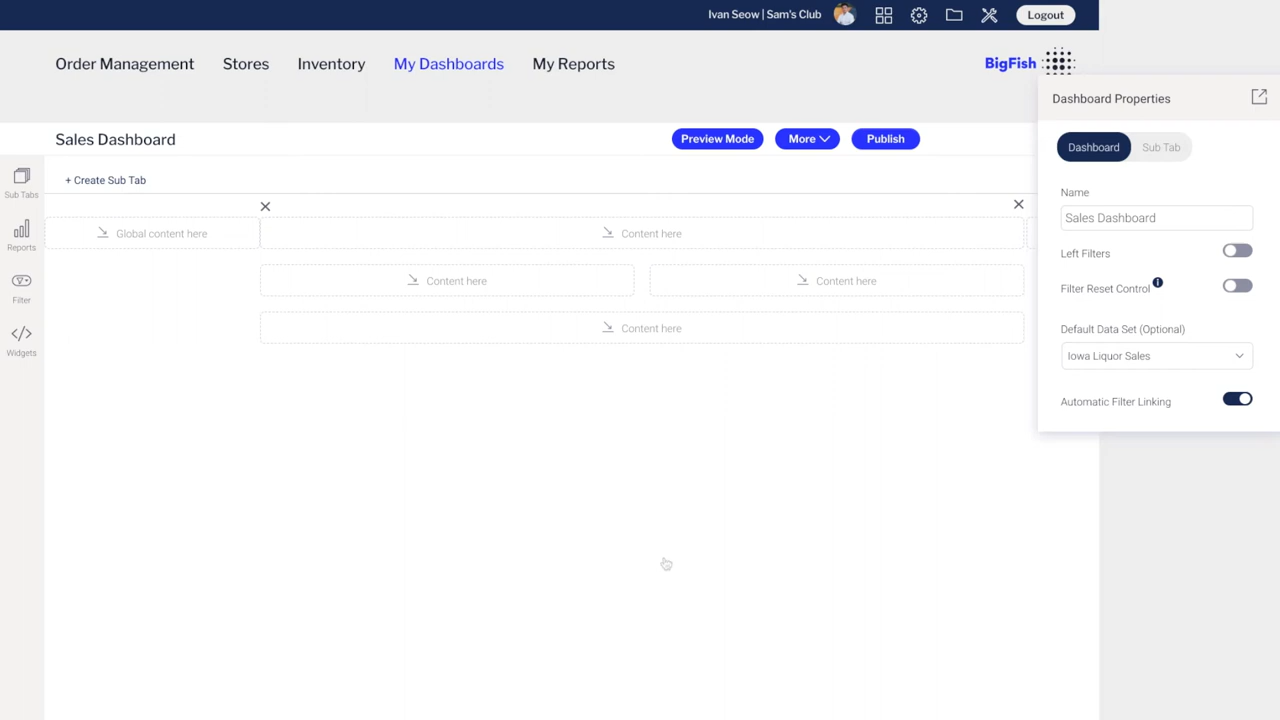 Ivan Seow | Sam's Club
Logout
Order Management Stores Inventory My Dashboards My Reports
BigFish
Dashboard Properties
Sales Dashboard
Preview Mode
More
Publish
Dashboard
Sub Tab
+ Create Sub Tab
Sub Tabs
Reports
Filter
Widgets
Global content here
Content here
Content here
Content here
Content here
Name
Sales Dashboard
Left Filters
Filter Reset Control
Default Data Set (Optional)
Iowa Liquor Sales
Automatic Filter Linking